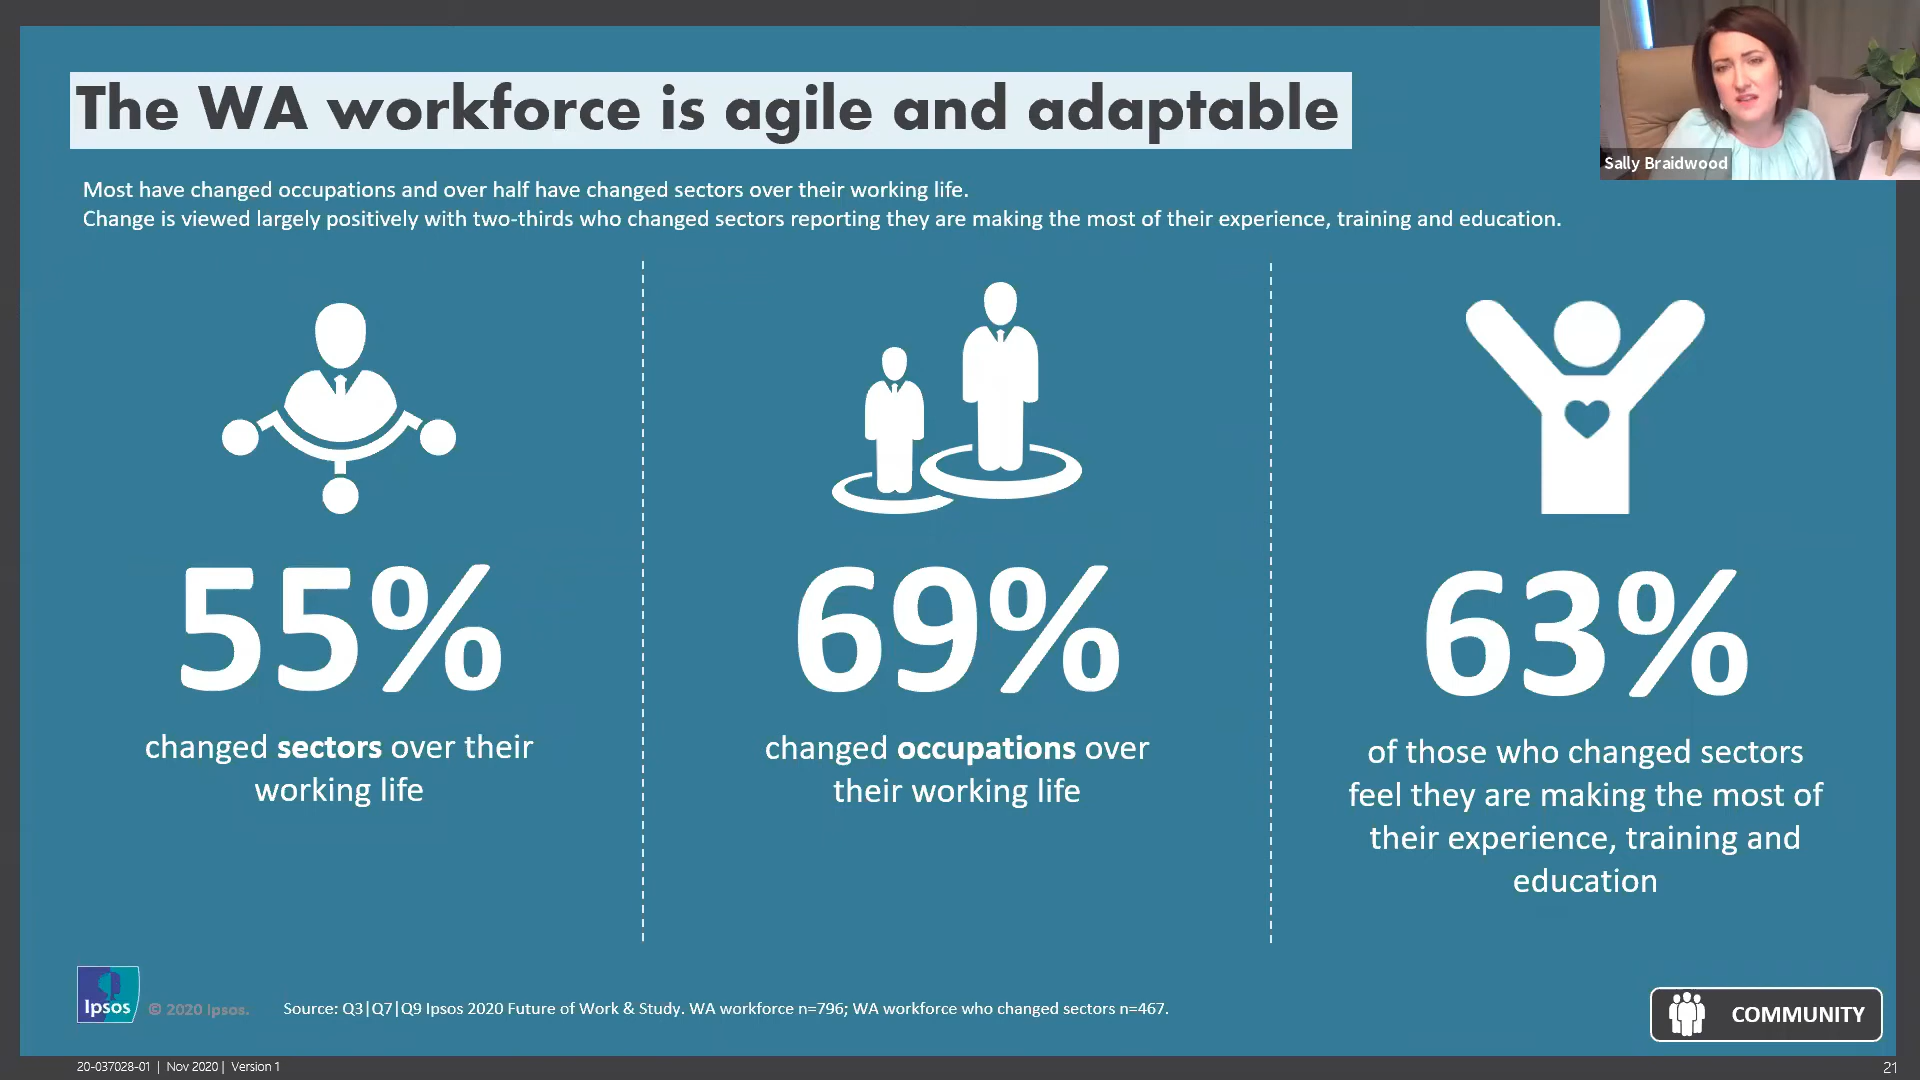 The WA workforce is agile and adaptable
Sally Braidwood
Most have changed occupations and over half have changed sectors over their working life.
Change is viewed largely positively with two-thirds who changed sectors reporting they are making the most of their experience, training and education.
55%
changed sectors over their
working life
69%
changed occupations over
their working life
63%
of those who changed sectors
feel they are making the most of
their experience, training and
education
Ipsos
© 2020 Ipsos.
Source: Q3|Q7|Q9 Ipsos 2020 Future of Work & Study. WA workforce n=796; WA workforce who changed sectors n=467.
COMMUNITY
20-037028-01 | Nov 2020 | Version 1
21